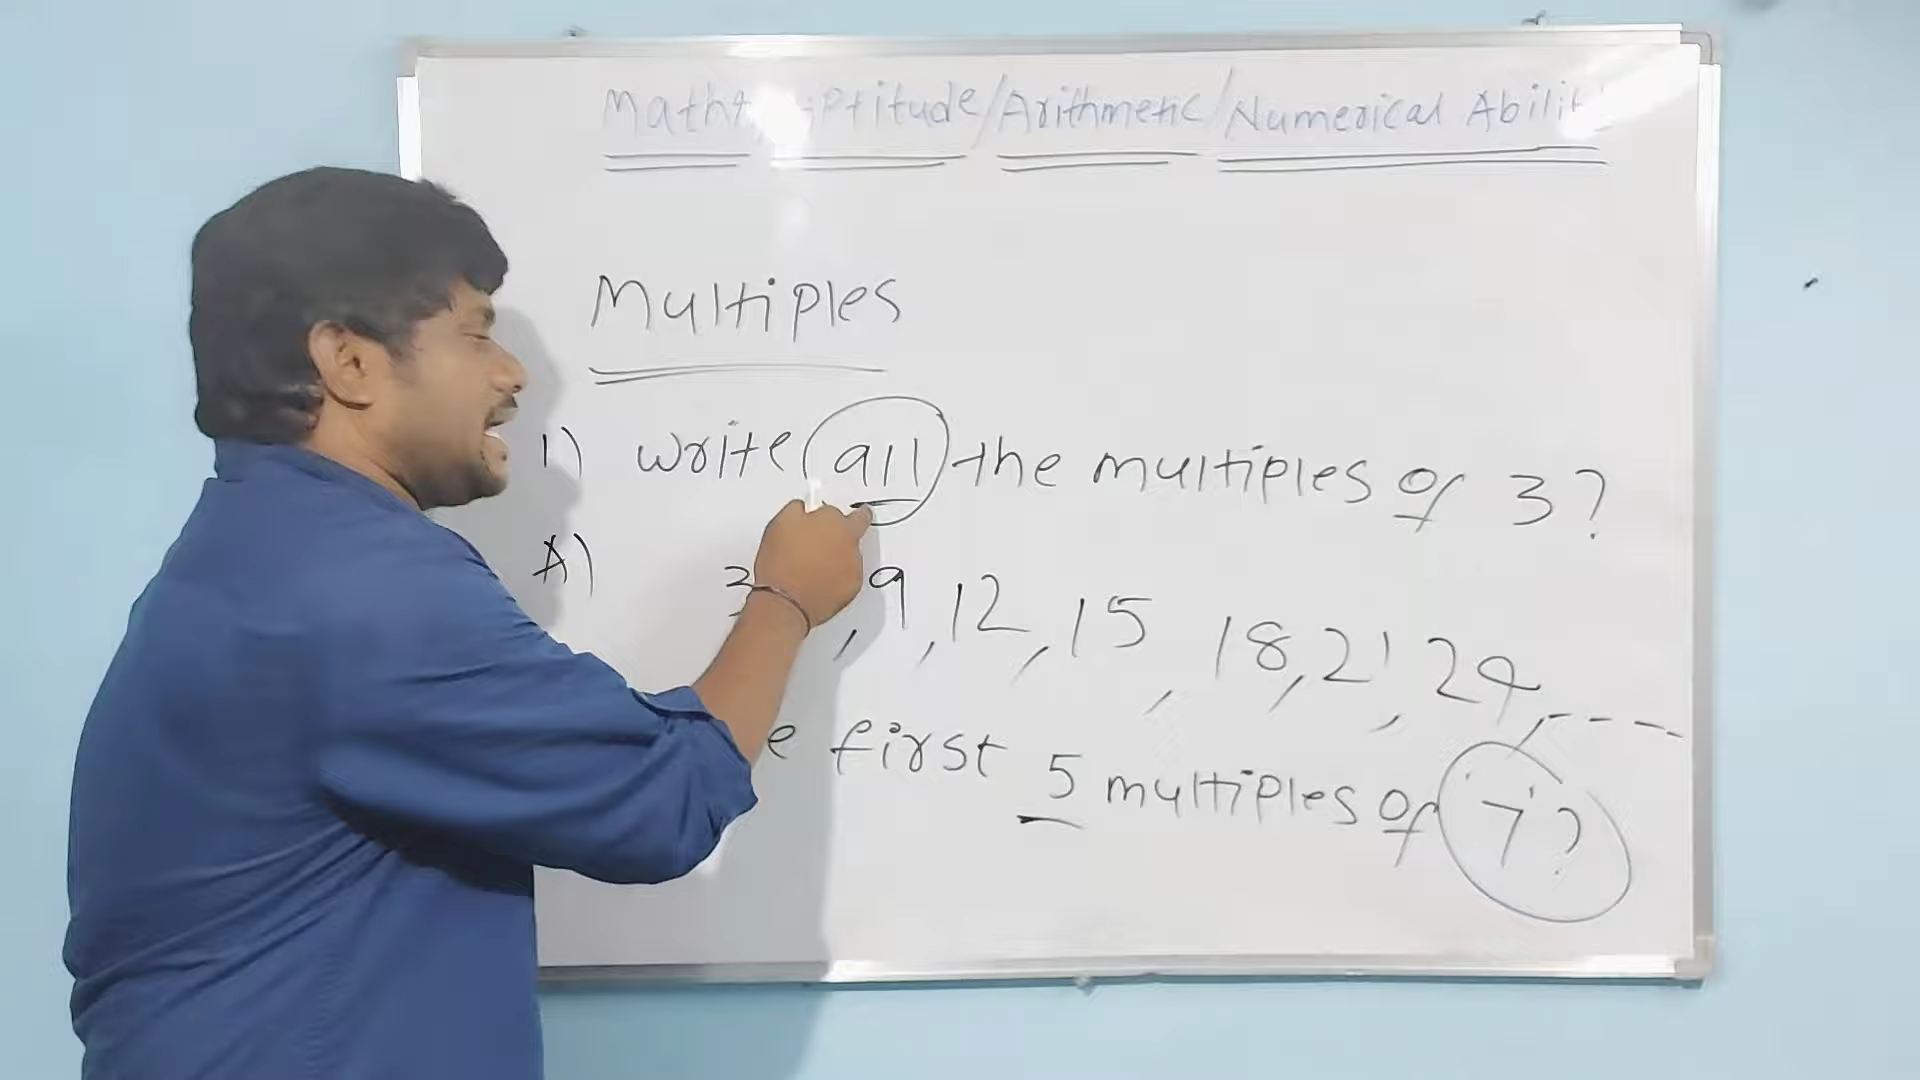 Maths Aptitude/Arithmetic/Numerical Ability
Multiples
1) write all the multiples of 3?
A) 3 , 9, 12, 15, 18, 21, 24, ----
first 5 multiples of 7?